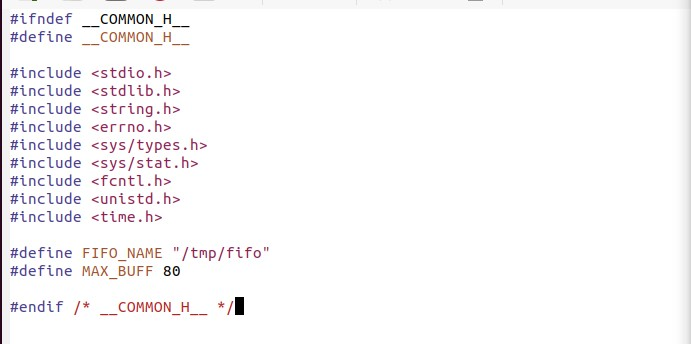 #ifndef __COMMON_H__
#define __COMMON_H__
#include <stdio.h>
#include <stdlib.h>
#include <string.h>
#include <errno.h>
#include <sys/types.h>
#include <sys/stat.h>
#include <fcntl.h>
#include <unistd.h>
#include <time.h>
#define FIFO_NAME "/tmp/fifo"
#define MAX_BUFF 80
#endif /* __COMMON_H__ */